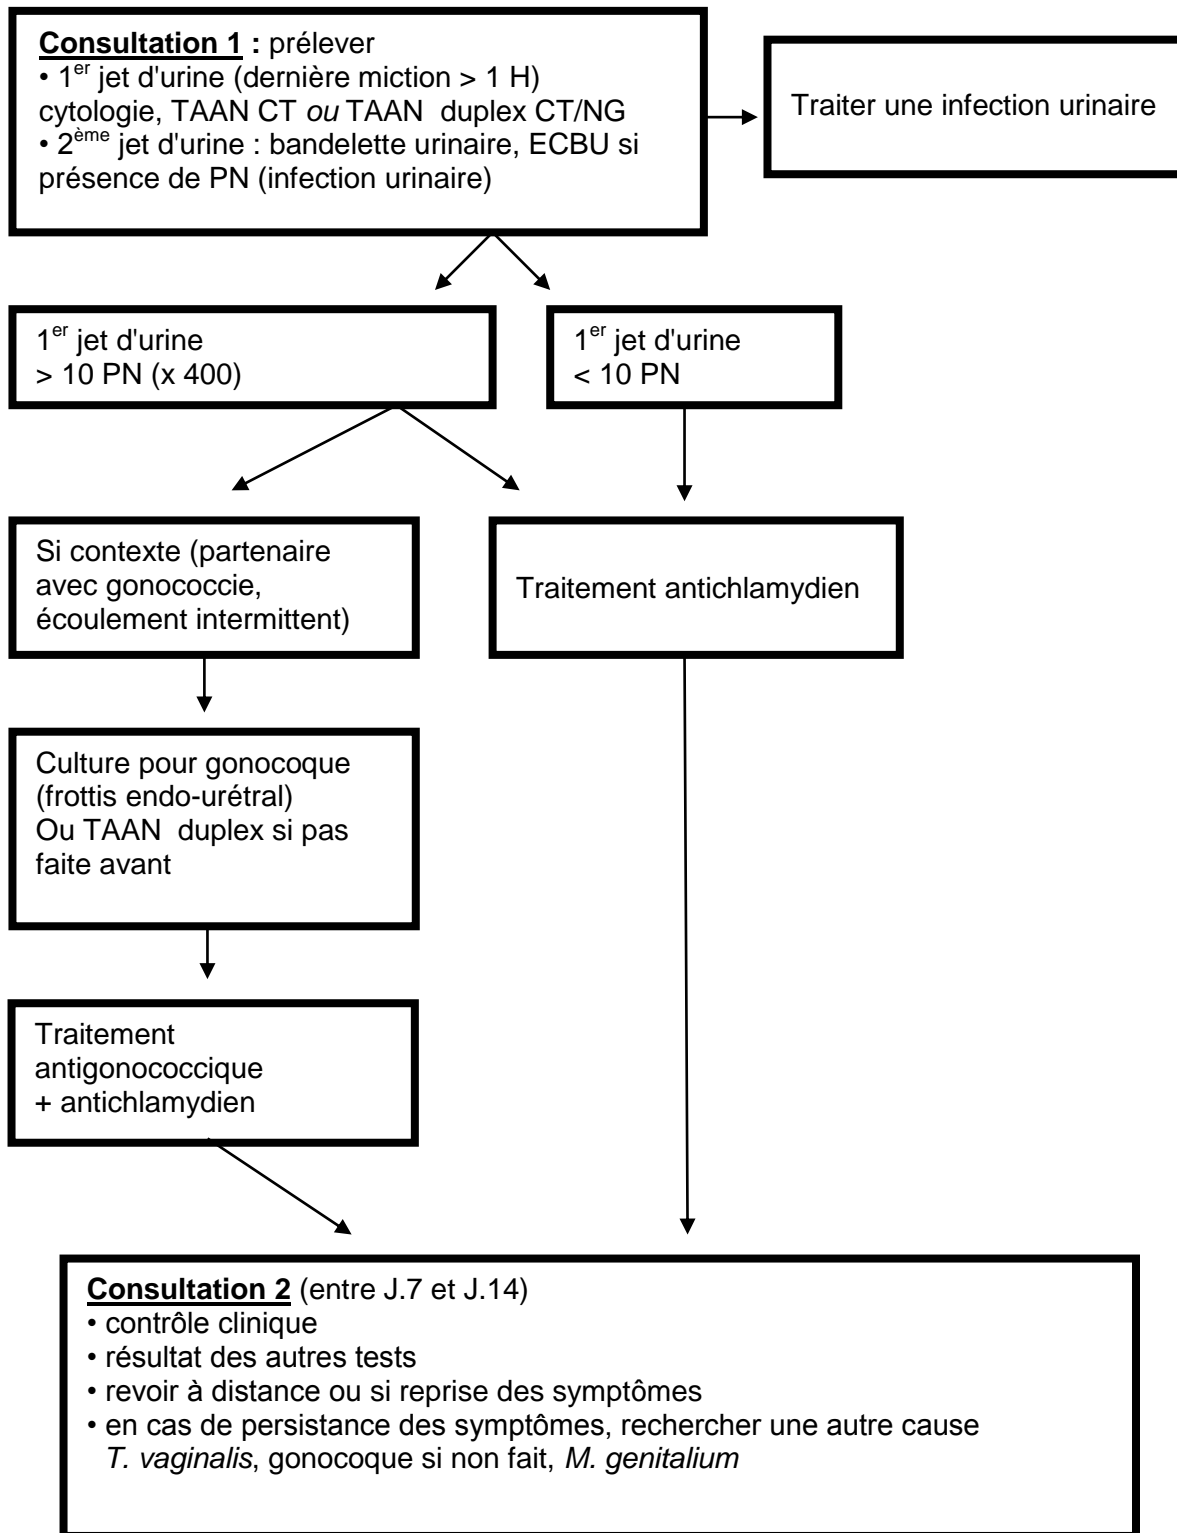 Consultation 1 : prélever
• 1er jet d'urine (dernière miction > 1 H)
cytologie, TAAN CT ou TAAN duplex CT/NG
• 2ème jet d'urine : bandelette urinaire, ECBU si
présence de PN (infection urinaire)
Traiter une infection urinaire
1er jet d'urine
> 10 PN (x 400)
1er jet d'urine
< 10 PN
Si contexte (partenaire
avec gonococcie,
écoulement intermittent)
Traitement antichlamydien
Culture pour gonocoque
(frottis endo-urétral)
Ou TAAN duplex si pas
faite avant
Traitement
antigonococcique
+ antichlamydien
Consultation 2 (entre J.7 et J.14)
• contrôle clinique
• résultat des autres tests
• revoir à distance ou si reprise des symptômes
• en cas de persistance des symptômes, rechercher une autre cause
T. vaginalis, gonocoque si non fait, M. genitalium